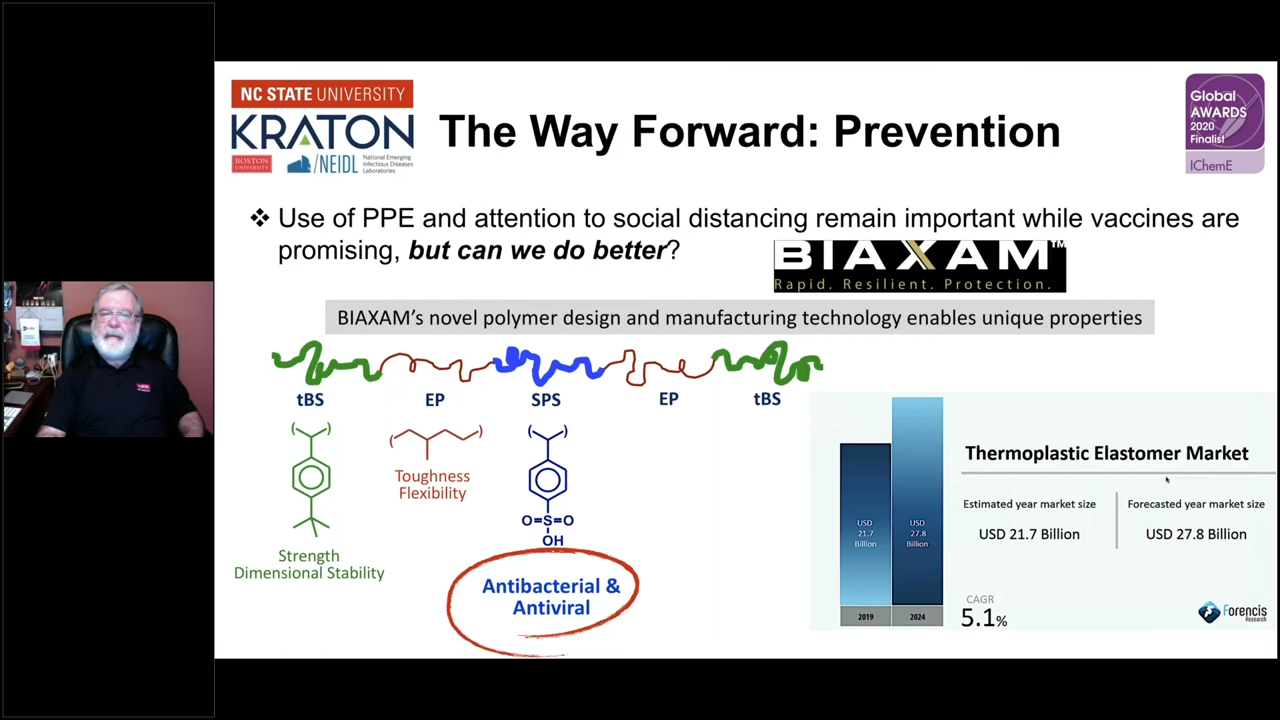 NC STATE UNIVERSITY
KRATON
BOSTON
UNIVERSITY
NEIDL
National Emerging
Infectious Diseases
Laboratories
The Way Forward: Prevention
Global
AWARDS
2020
Finalist
IChemE
❖ Use of PPE and attention to social distancing remain important while vaccines are
promising, but can we do better?
BIAXAM™
Rapid. Resilient. Protection.
BIAXAM's novel polymer design and manufacturing technology enables unique properties
tBS EP SPS EP tBS
Toughness
Flexibility
O=S=O
OH
Strength
Dimensional Stability
Antibacterial &
Antiviral
Thermoplastic Elastomer Market
Estimated year market size
USD 21.7 Billion
Forecasted year market size
USD 27.8 Billion
USD
21.7
Billion
USD
27.8
Billion
2019 2024
CAGR
5.1%
Forencis
Research